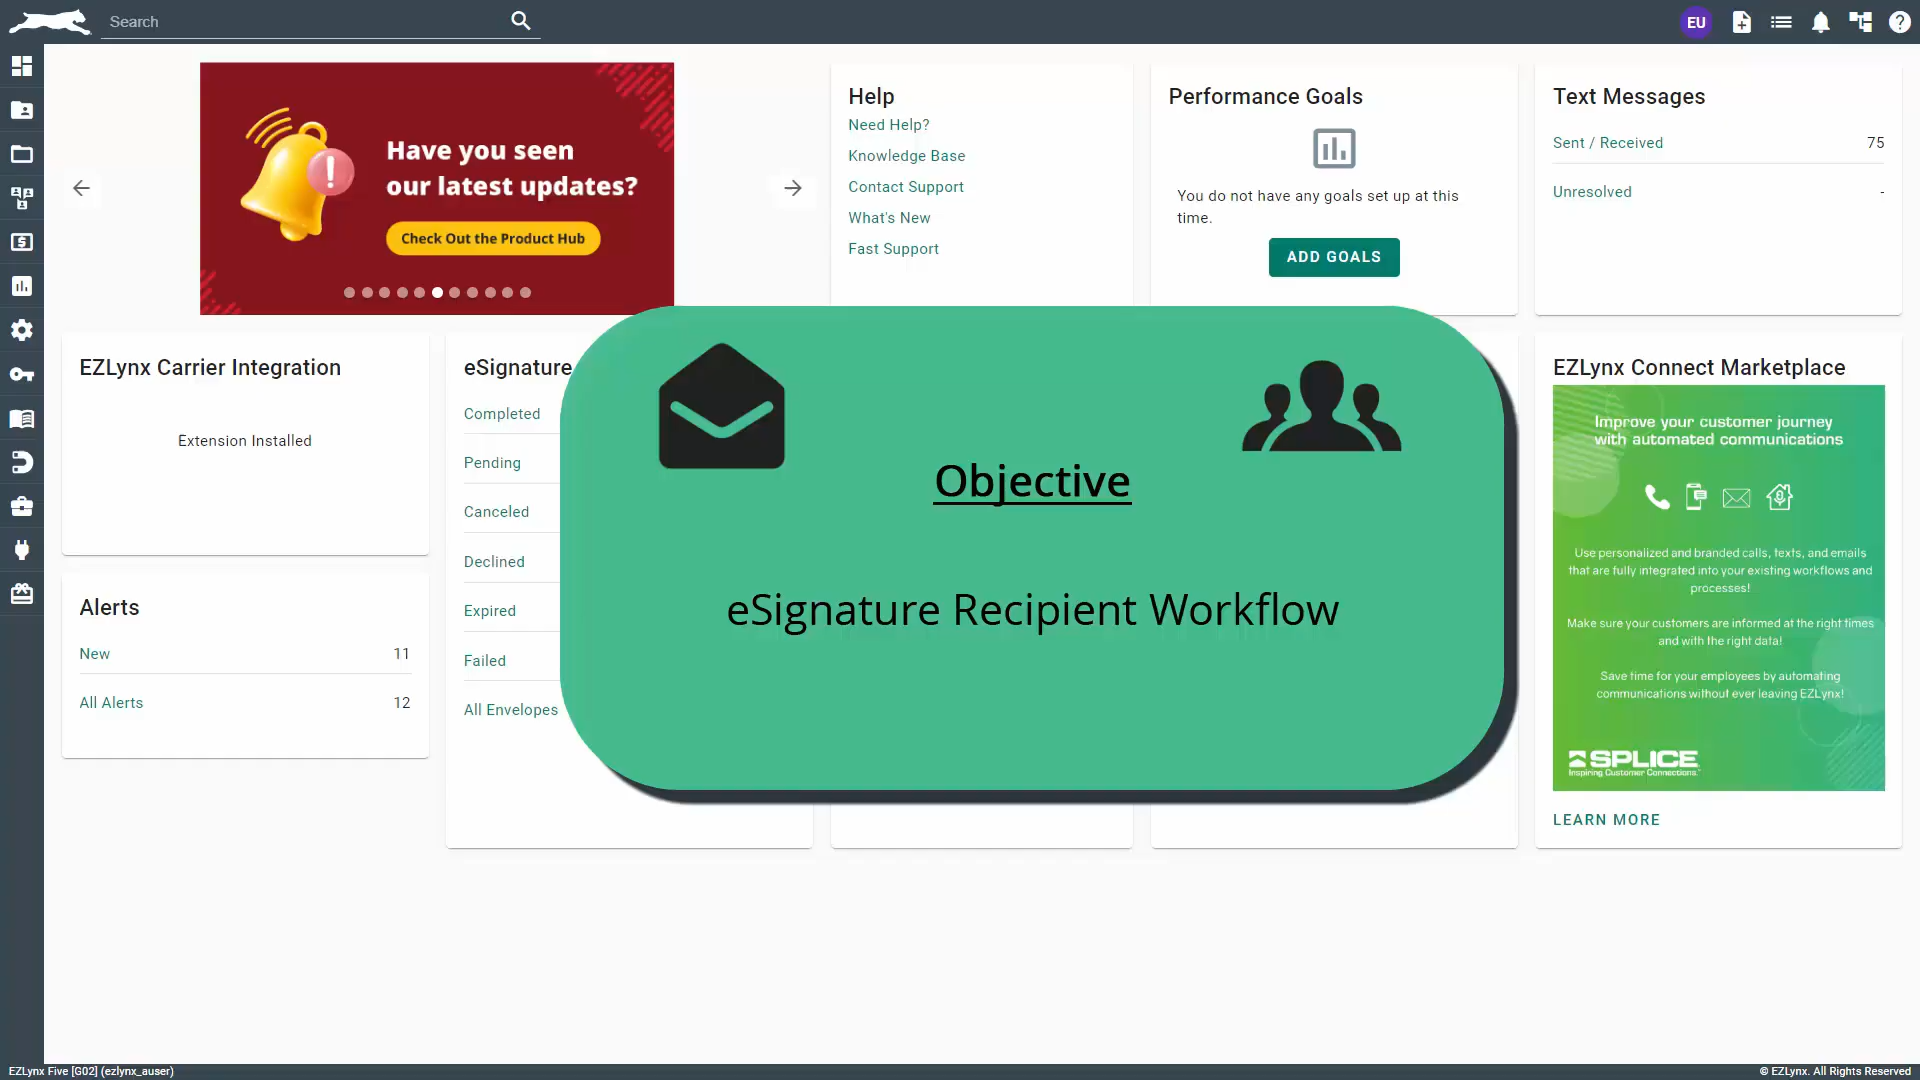 Search
EU
Have you seen
our latest updates?
Check Out the Product Hub
Help
Need Help?
Knowledge Base
Contact Support
What's New
Fast Support
Performance Goals
You do not have any goals set up at this
time.
ADD GOALS
Text Messages
Sent / Received 75
Unresolved -
EZLynx Carrier Integration
Extension Installed
Alerts
New 11
All Alerts 12
eSignature
Completed
Pending
Canceled
Declined
Expired
Failed
All Envelopes
Objective
eSignature Recipient Workflow
EZLynx Connect Marketplace
Improve your customer journey
with automated communications
Use personalized and branded calls, texts, and emails
that are fully integrated into your existing workflows and
processes!
Make sure your customers are informed at the right times
and with the right data!
Save time for your employees by automating
communications without ever leaving EZLynx!
SPLICE
Inspiring Customer Connections.
LEARN MORE
EZLynx Five [G02] (ezlynx_auser)
© EZLynx. All Rights Reserved